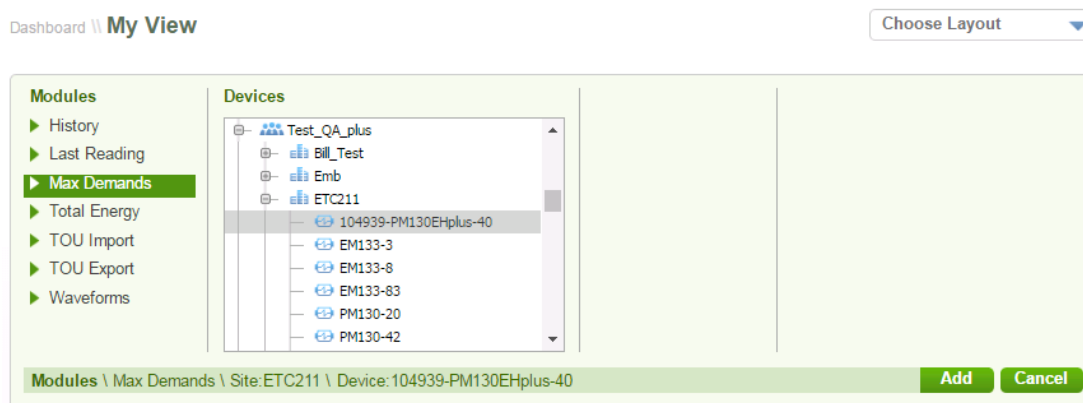 Dashboard \\ My View
Choose Layout
Modules
History
Last Reading
Max Demands
Total Energy
TOU Import
TOU Export
Waveforms
Devices
Test_QA_plus
Bill_Test
Emb
ETC211
104939-PM130EHplus-40
EM133-3
EM133-8
EM133-83
PM130-20
PM130-42
Modules \ Max Demands \ Site:ETC211 \ Device:104939-PM130EHplus-40
Add
Cancel